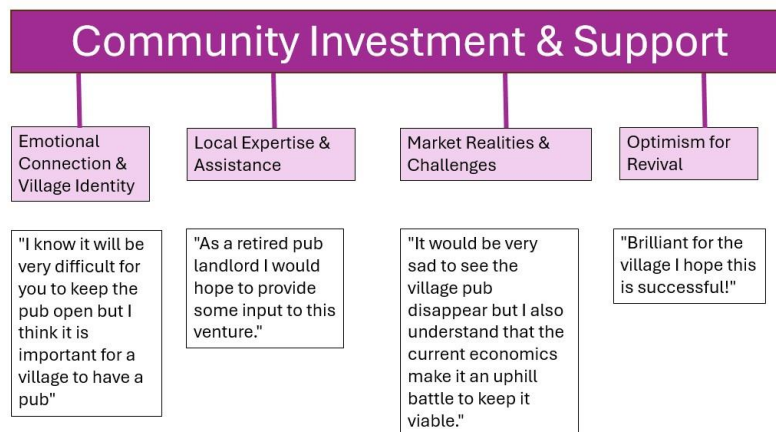 Community Investment & Support
Emotional
Connection &
Village Identity
Local Expertise &
Assistance
Market Realities &
Challenges
Optimism for
Revival
"I know it will be
very difficult for
you to keep the
pub open but I
think it is
important for a
village to have a
pub"
"As a retired pub
landlord I would
hope to provide
some input to this
venture."
"It would be very
sad to see the
village pub
disappear but I also
understand that the
current economics
make it an uphill
battle to keep it
viable."
"Brilliant for the
village I hope this
is successful!"